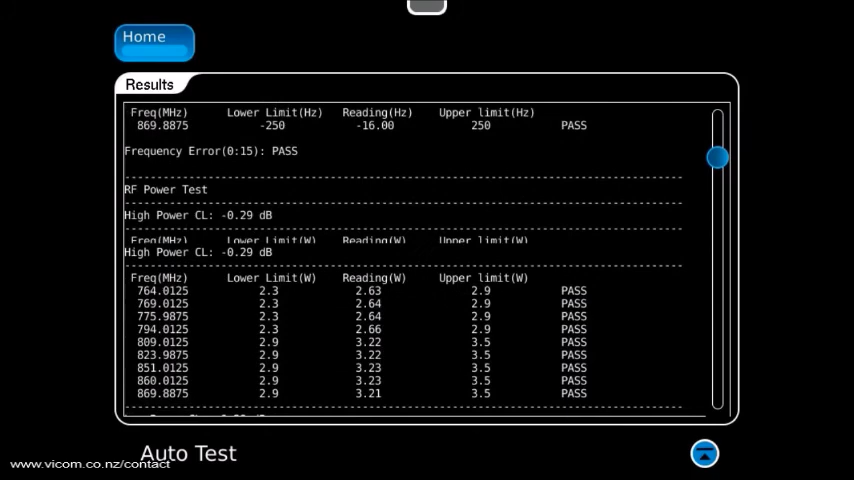 Home
Results
Freq(MHz) Lower Limit(Hz) Reading(Hz) Upper limit(Hz)
869.8875 -250 -16.00 250 PASS
Frequency Error(0:15): PASS
--------------------------------------------------------------------------------
RF Power Test
--------------------------------------------------------------------------------
High Power CL: -0.29 dB
--------------------------------------------------------------------------------
Freq(MHz) Lower Limit(W) Reading(W) Upper limit(W)
High Power CL: -0.29 dB
--------------------------------------------------------------------------------
Freq(MHz) Lower Limit(W) Reading(W) Upper limit(W)
764.0125 2.3 2.63 2.9 PASS
769.0125 2.3 2.64 2.9 PASS
775.9875 2.3 2.64 2.9 PASS
794.0125 2.3 2.66 2.9 PASS
809.0125 2.9 3.22 3.5 PASS
823.9875 2.9 3.22 3.5 PASS
851.0125 2.9 3.23 3.5 PASS
860.0125 2.9 3.23 3.5 PASS
869.8875 2.9 3.21 3.5 PASS
--------------------------------------------------------------------------------
Auto Test
www.vicom.co.nz/contact